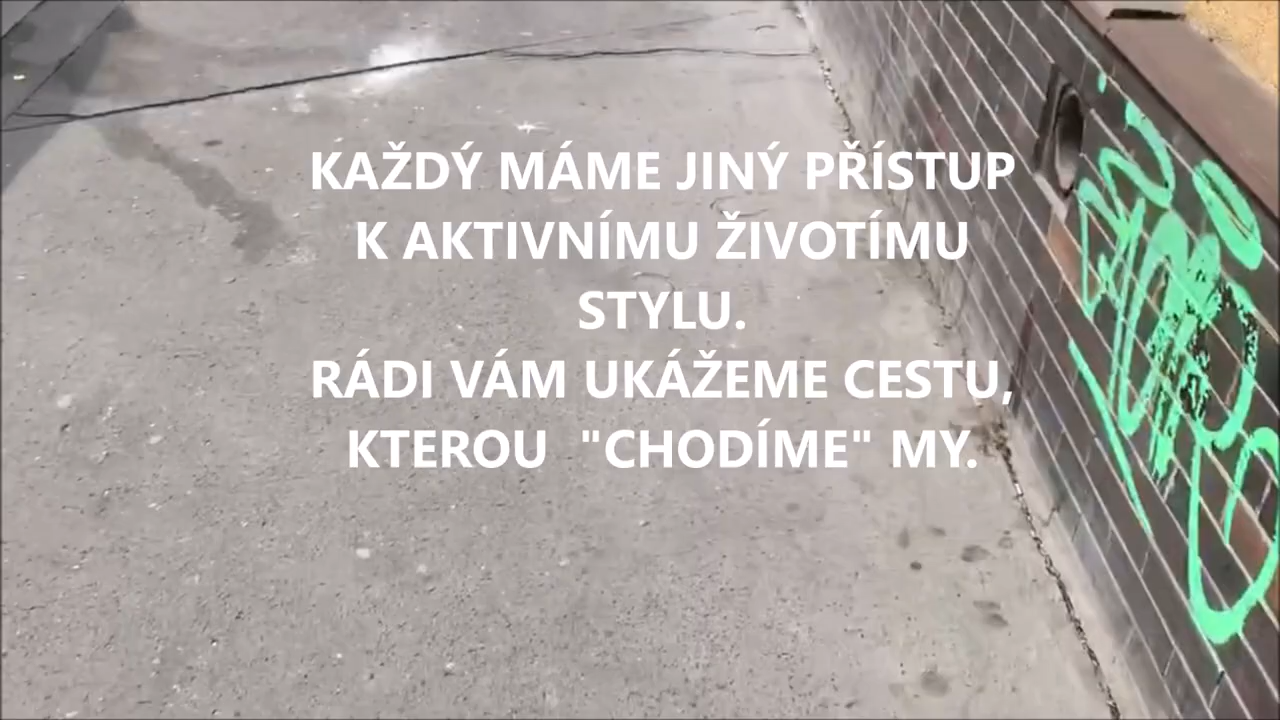 KAŽDÝ MÁME JINÝ PŘÍSTUP
K AKTIVNÍMU ŽIVOTÍMU
STYLU.
RÁDI VÁM UKÁŽEME CESTU,
KTEROU "CHODÍME" MY.